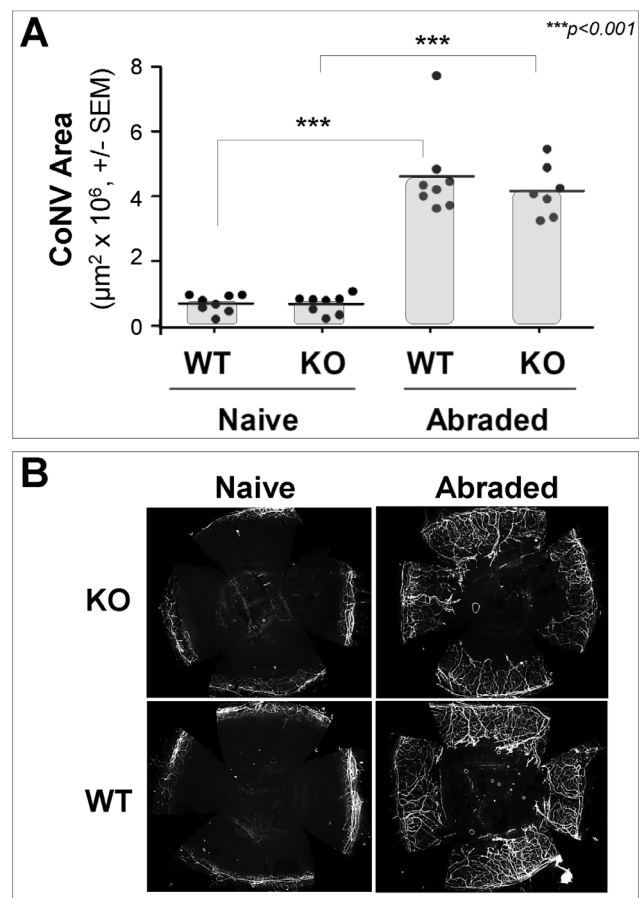 A
***p<0.001
***
***
CoNV Area
(µm² x 10⁶, +/- SEM)
8
6
4
2
0
WT KO WT KO
Naive Abraded
B
Naive Abraded
KO
WT